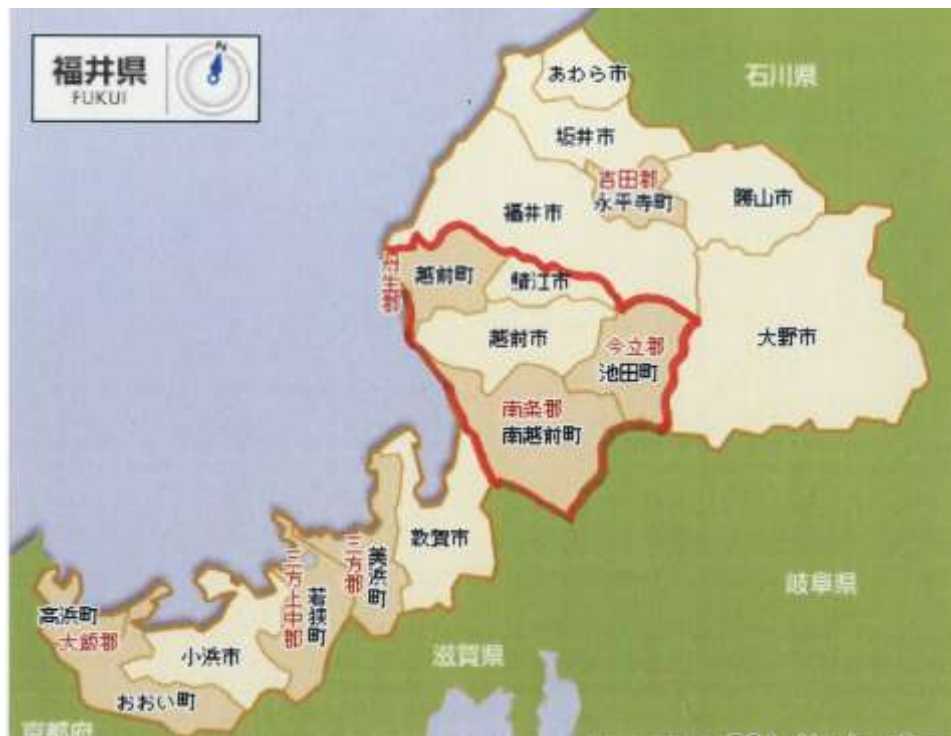 福井県
FUKUI
N
あわら市
石川県
坂井市
吉田郡
永平寺町
勝山市
福井市
丹生郡
越前町
鯖江市
越前市
今立郡
池田町
大野市
南条郡
南越前町
敦賀市
三方郡
美浜町
三方上中郡
若狭町
高浜町
大飯郡
小浜市
おおい町
滋賀県
岐阜県
京都府